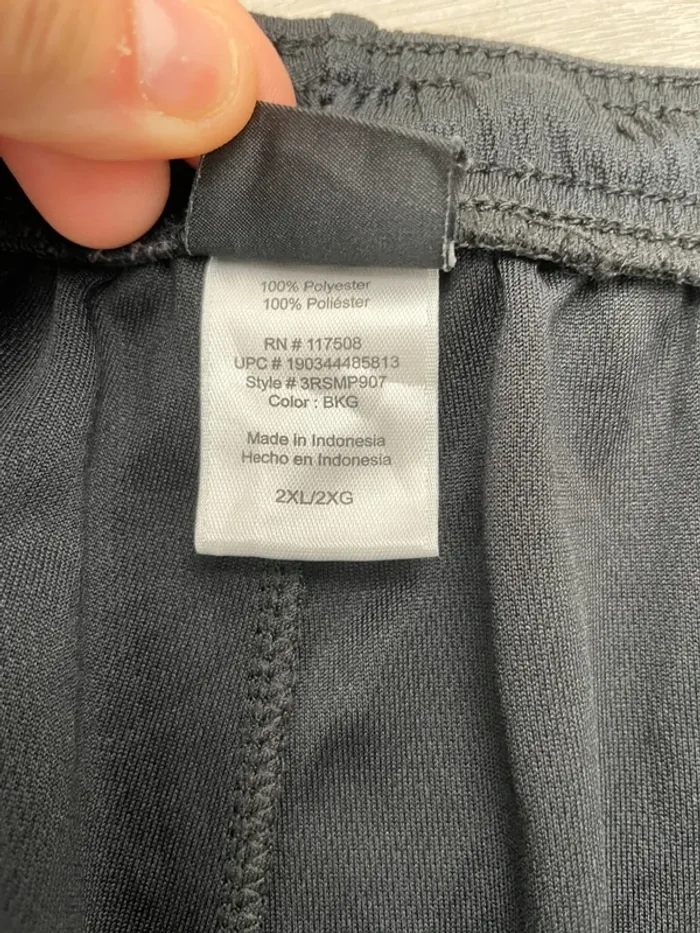 100% Polyester
100% Poliéster
RN # 117508
UPC # 190344485813
Style # 3RSMP907
Color : BKG
Made in Indonesia
Hecho en Indonesia
2XL/2XG